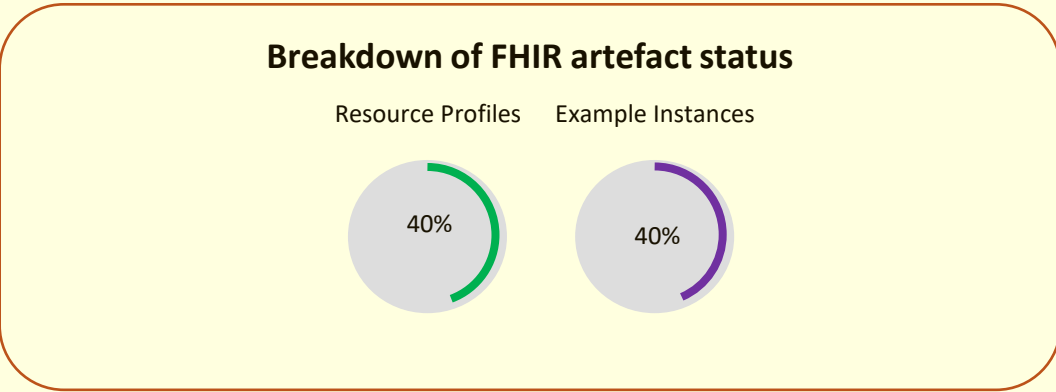 Breakdown of FHIR artefact status
Resource Profiles Example Instances
40% 40%